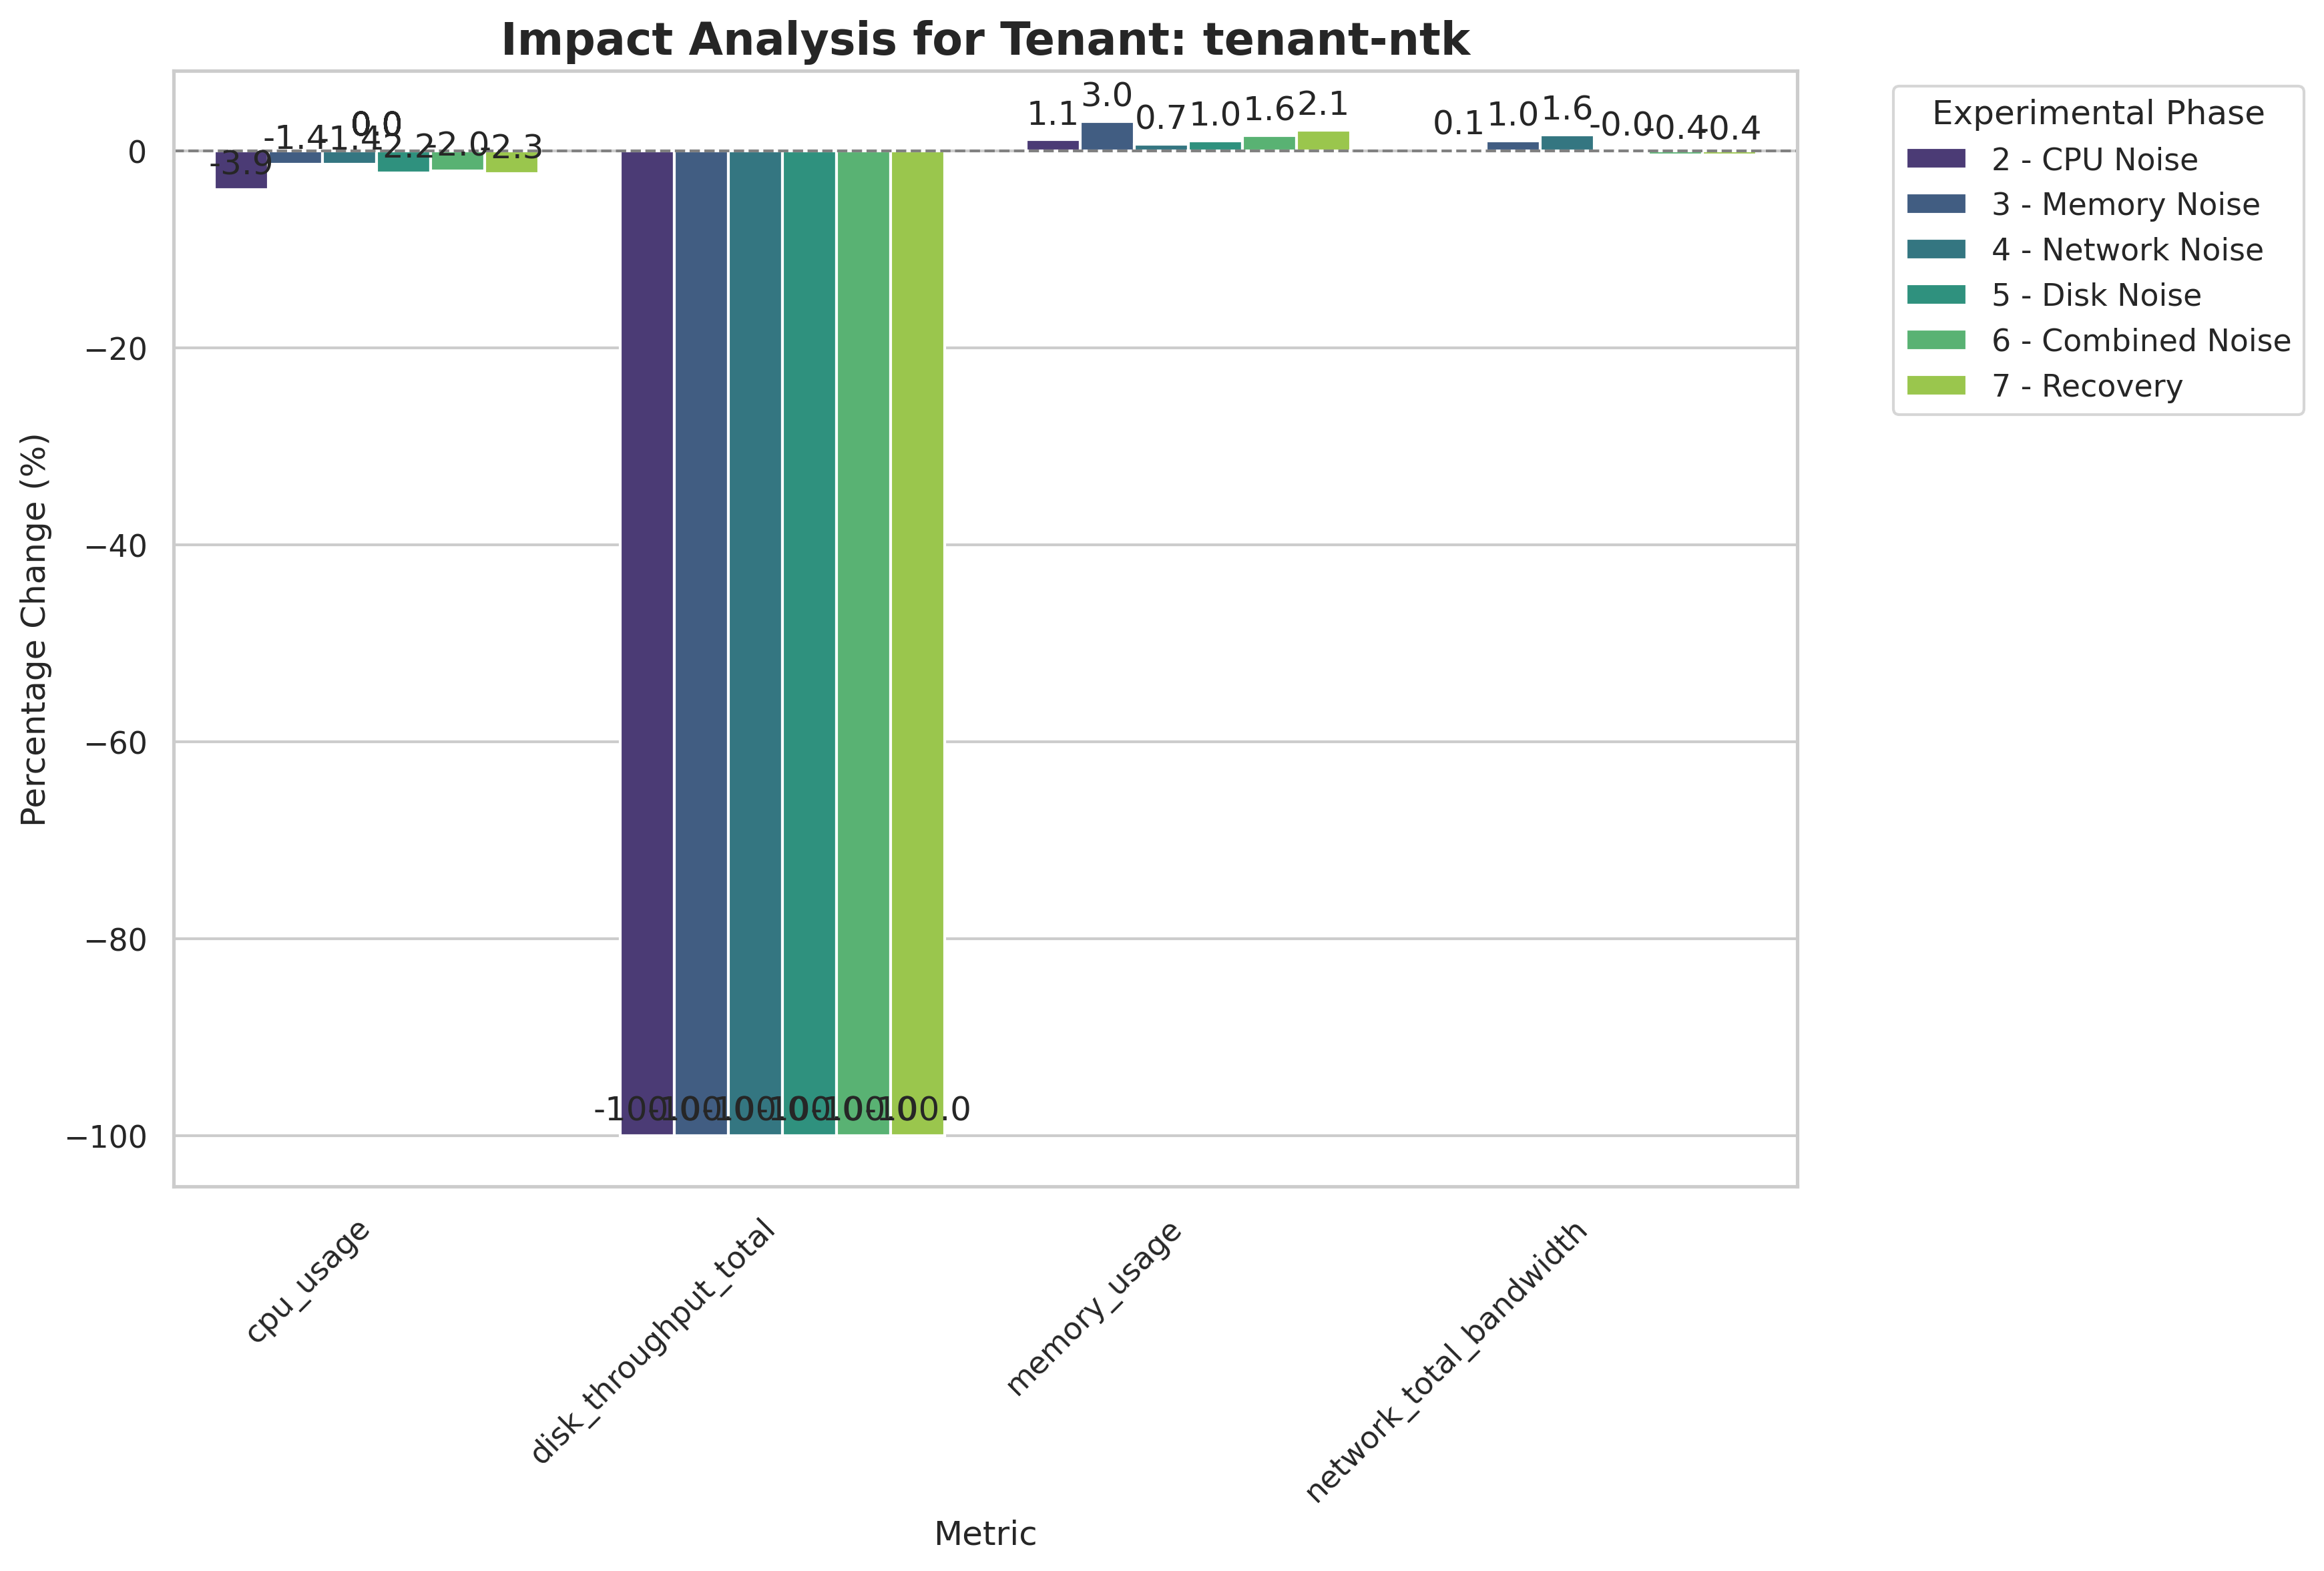 Impact Analysis for Tenant: tenant-ntk
Percentage Change (%)
0
−20
−40
−60
−80
−100
-3.9
-1.4
-1.4
0.0
-2.2
-2.0
-2.3
-100.0
-100.0
-100.0
-100.0
-100.0
-100.0
1.1
3.0
0.7
1.0
1.6
2.1
0.1
1.0
1.6
-0.0
-0.4
-0.4
cpu_usage
disk_throughput_total
memory_usage
network_total_bandwidth
Metric
Experimental Phase
2 - CPU Noise
3 - Memory Noise
4 - Network Noise
5 - Disk Noise
6 - Combined Noise
7 - Recovery